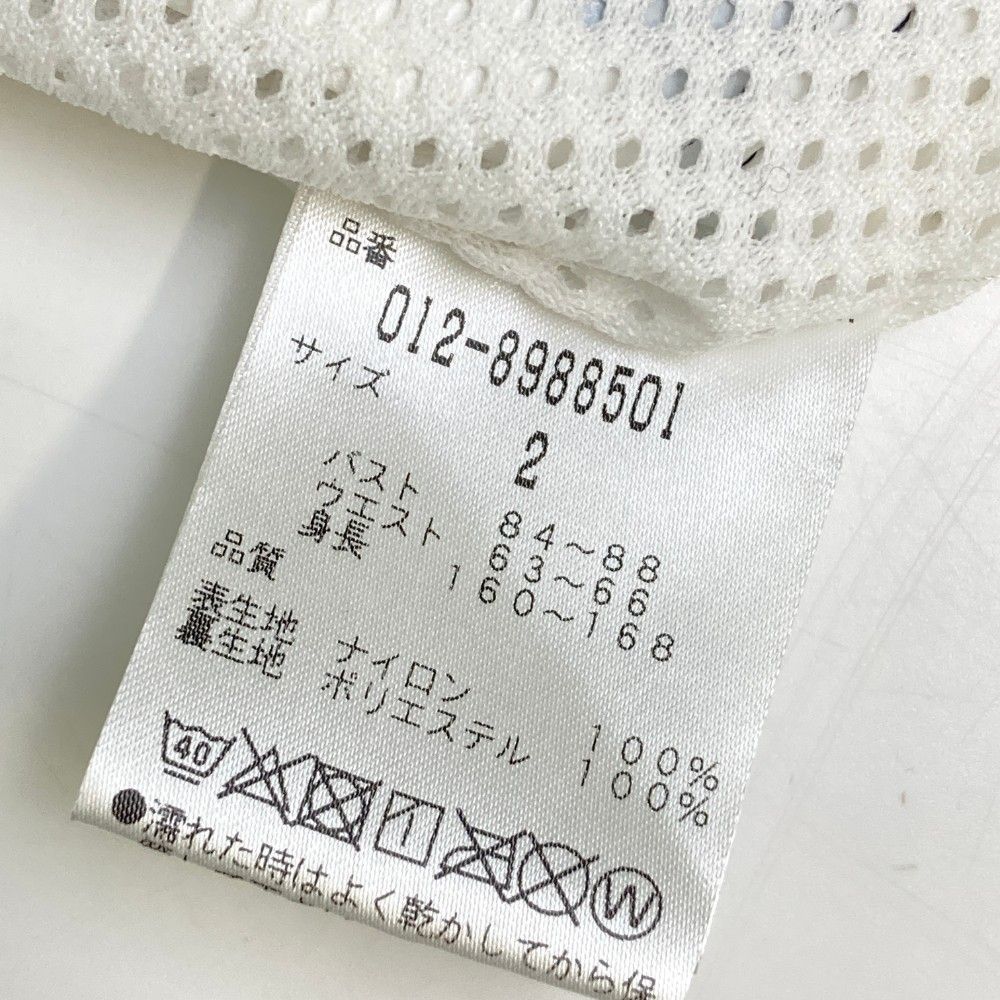 品番
012-8988501
サイズ
2
バスト 84～88
ウエスト 63～66
身長 160～168
品質
表生地 ナイロン 100%
裏生地 ポリエステル 100%
40
W
●濡れた時はよく乾かしてから保